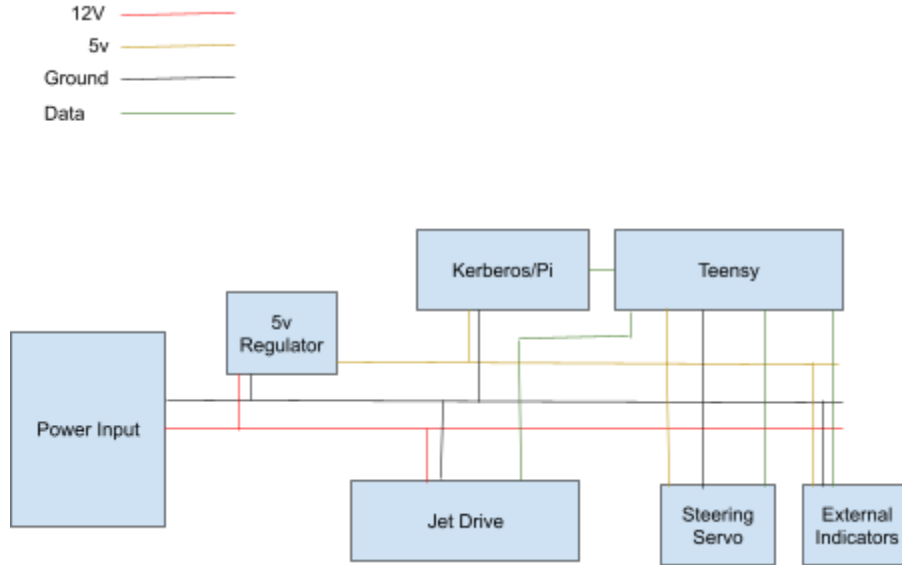 12V
5v
Ground
Data
Kerberos/Pi
Teensy
5v
Regulator
Power Input
Jet Drive
Steering
Servo
External
Indicators